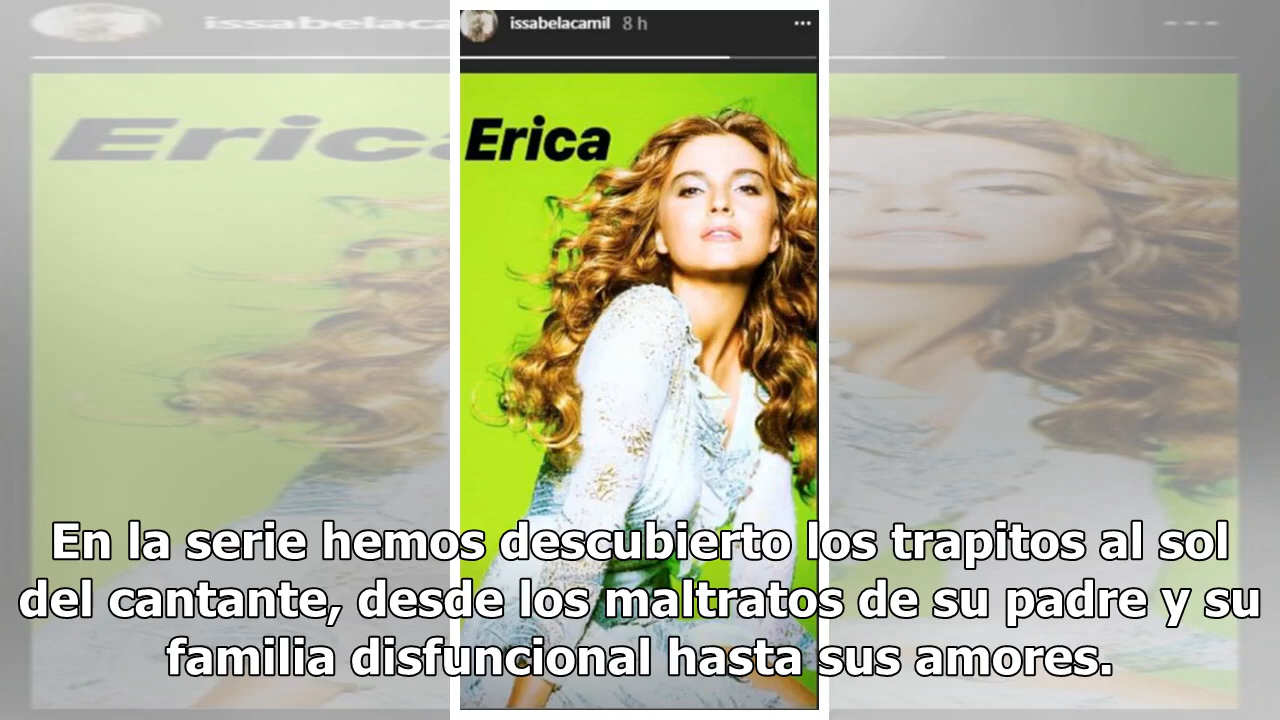 issabelacamil 8 h
Erica
En la serie hemos descubierto los trapitos al sol
del cantante, desde los maltratos de su padre y su
familia disfuncional hasta sus amores.